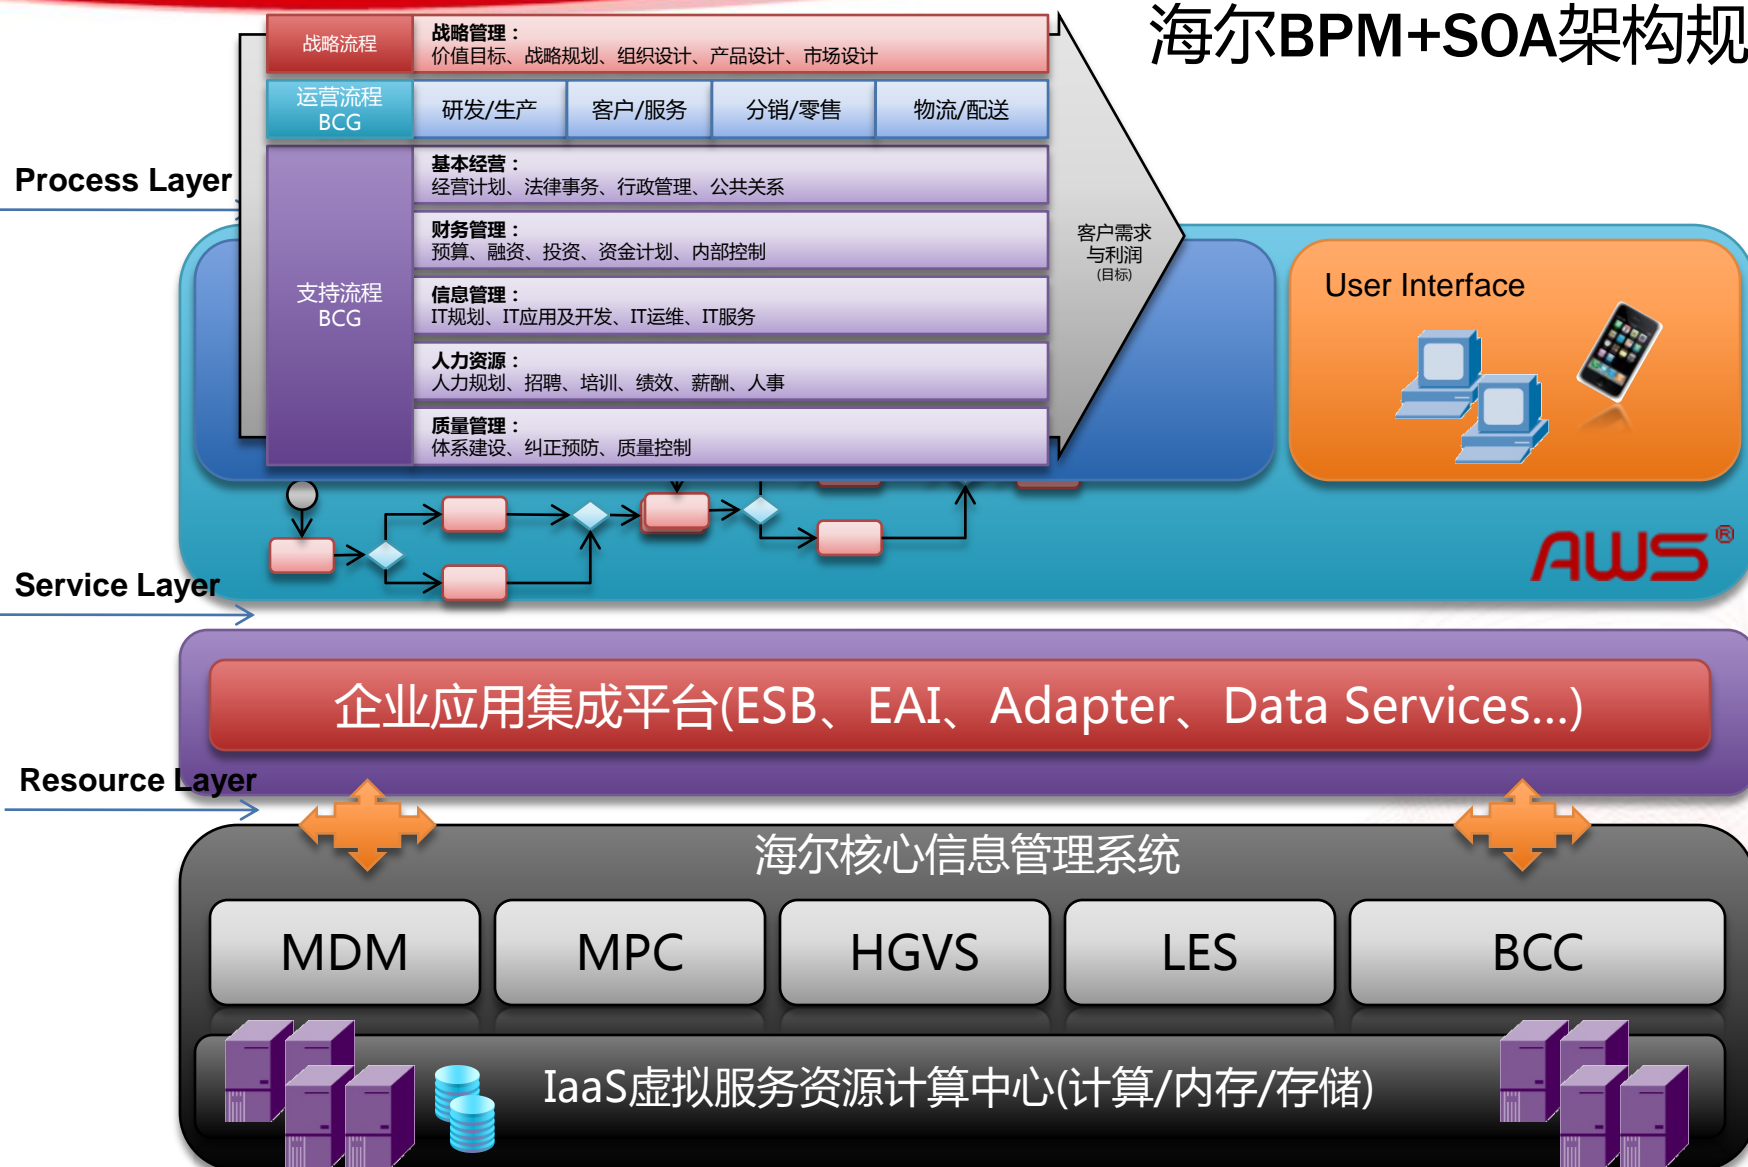 海尔BPM+SOA架构规
战略流程
战略管理：
价值目标、战略规划、组织设计、产品设计、市场设计
运营流程
BCG
研发/生产
客户/服务
分销/零售
物流/配送
Process Layer
支持流程
BCG
基本经营：
经营计划、法律事务、行政管理、公共关系
财务管理：
预算、融资、投资、资金计划、内部控制
信息管理：
IT规划、IT应用及开发、IT运维、IT服务
人力资源：
人力规划、招聘、培训、绩效、薪酬、人事
质量管理：
体系建设、纠正预防、质量控制
客户需求
与利润
(目标)
User Interface
AWS®
Service Layer
企业应用集成平台(ESB、EAI、Adapter、Data Services...)
Resource Layer
海尔核心信息管理系统
MDM
MPC
HGVS
LES
BCC
IaaS虚拟服务资源计算中心(计算/内存/存储)